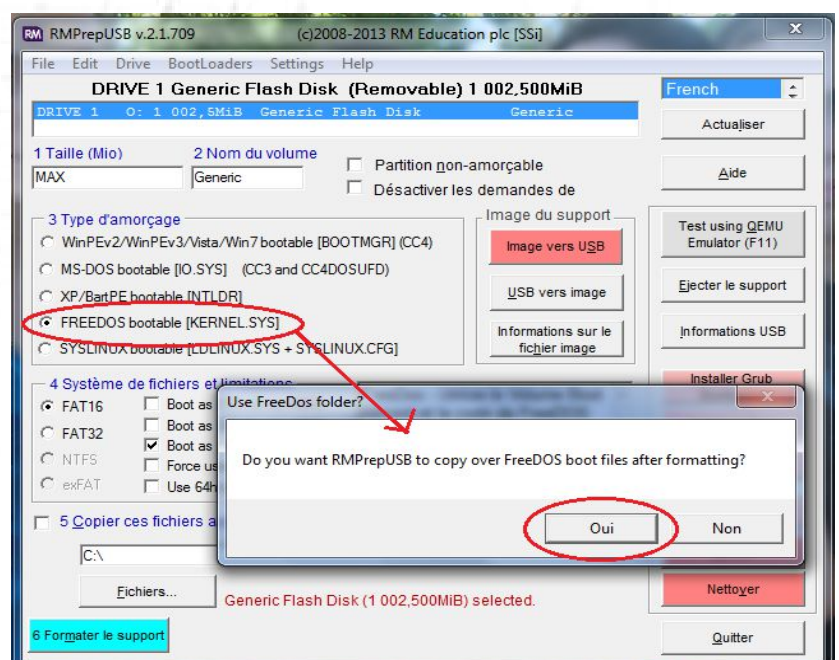 RMPrepUSB v.2.1.709 (c)2008-2013 RM Education plc [SSi]
File Edit Drive BootLoaders Settings Help
DRIVE 1 Generic Flash Disk (Removable) 1 002,500MiB
French
DRIVE 1 O: 1 002,5MiB Generic Flash Disk Generic
Actualiser
1 Taille (Mio) 2 Nom du volume
MAX Generic
Partition non-amorçable
Désactiver les demandes de
Aide
3 Type d'amorçage
WinPEv2/WinPEv3/Vista/Win7 bootable [BOOTMGR] (CC4)
MS-DOS bootable [IO.SYS] (CC3 and CC4DOSUFD)
XP/BartPE bootable [NTLDR]
FREEDOS bootable [KERNEL.SYS]
SYSLINUX bootable [LDLINUX.SYS + SYSLINUX.CFG]
Image du support
Image vers USB
USB vers image
Informations sur le
fichier image
Test using QEMU
Emulator (F11)
Ejecter le support
Informations USB
Installer Grub
4 Système de fichiers et limitations
FAT16 Boot as
FAT32 Boot as
Boot as
NTFS Force us
exFAT Use 64h
Use FreeDos folder?
Do you want RMPrepUSB to copy over FreeDOS boot files after formatting?
Oui Non
5 Copier ces fichiers a
C:\
Fichiers...
Generic Flash Disk (1 002,500MiB) selected.
Nettoyer
6 Formater le support
Quitter